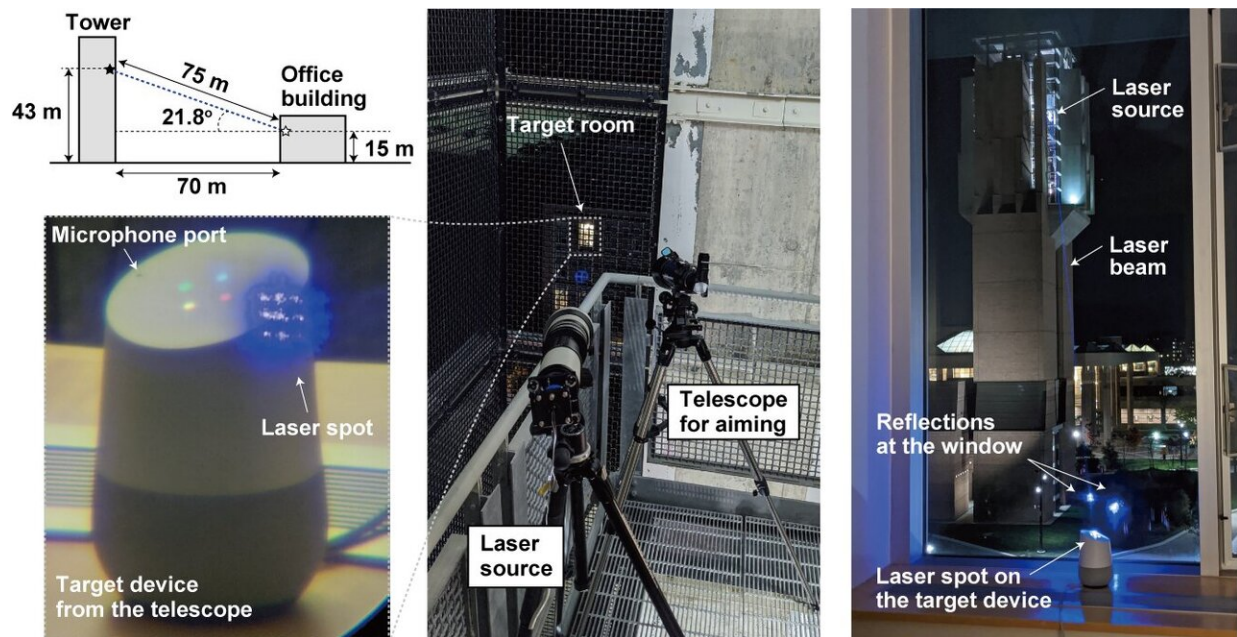 Tower
75 m
Office
building
43 m
21.8°
15 m
70 m
Microphone port
Laser spot
Target device
from the telescope
Target room
Telescope
for aiming
Laser
source
Laser
source
Laser
beam
Reflections
at the window
Laser spot on
the target device